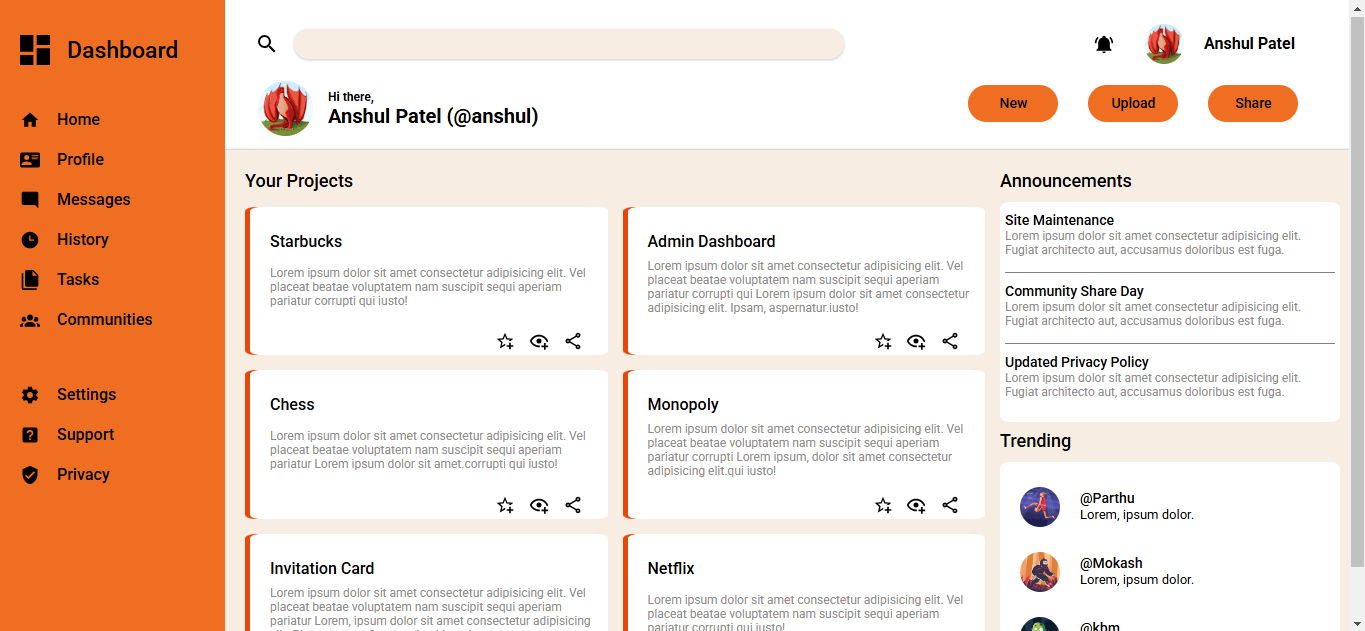 Dashboard
Home
Profile
Messages
History
Tasks
Communities
Settings
Support
Privacy
Anshul Patel
Hi there,
Anshul Patel (@anshul)
New
Upload
Share
Your Projects
Starbucks
Lorem ipsum dolor sit amet consectetur adipisicing elit. Vel
placeat beatae voluptatem nam suscipit sequi aperiam
pariatur corrupti qui iusto!
Admin Dashboard
Lorem ipsum dolor sit amet consectetur adipisicing elit. Vel
placeat beatae voluptatem nam suscipit sequi aperiam
pariatur corrupti qui Lorem ipsum dolor sit amet consectetur
adipisicing elit. Ipsam, aspernatur.iusto!
Chess
Lorem ipsum dolor sit amet consectetur adipisicing elit. Vel
placeat beatae voluptatem nam suscipit sequi aperiam
pariatur Lorem ipsum dolor sit amet.corrupti qui iusto!
Monopoly
Lorem ipsum dolor sit amet consectetur adipisicing elit. Vel
placeat beatae voluptatem nam suscipit sequi aperiam
pariatur corrupti Lorem ipsum, dolor sit amet consectetur
adipisicing elit.qui iusto!
Invitation Card
Lorem ipsum dolor sit amet consectetur adipisicing elit. Vel
placeat beatae voluptatem nam suscipit sequi aperiam
pariatur Lorem, ipsum dolor sit amet consectetur adipisicing
Netflix
Lorem ipsum dolor sit amet consectetur adipisicing elit. Vel
placeat beatae voluptatem nam suscipit sequi aperiam
pariatur corrupti qui iusto!
Announcements
Site Maintenance
Lorem ipsum dolor sit amet consectetur adipisicing elit.
Fugiat architecto aut, accusamus doloribus est fuga.
Community Share Day
Lorem ipsum dolor sit amet consectetur adipisicing elit.
Fugiat architecto aut, accusamus doloribus est fuga.
Updated Privacy Policy
Lorem ipsum dolor sit amet consectetur adipisicing elit.
Fugiat architecto aut, accusamus doloribus est fuga.
Trending
@Parthu
Lorem, ipsum dolor.
@Mokash
Lorem, ipsum dolor.
@kbm